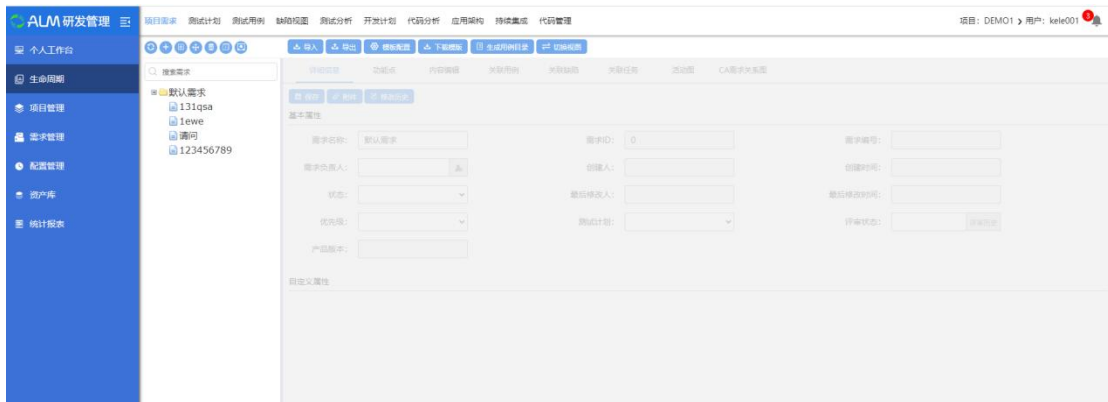 ALM研发管理
项目需求 测试计划 测试用例 缺陷视图 测试分析 开发计划 代码分析 应用架构 持续集成 代码管理
项目: DEMO1 用户: kele001 3
个人工作台
生命周期
项目管理
需求管理
配置管理
资产库
统计报表
搜索需求
默认需求
131qsa
1ewe
请问
123456789
导入 导出 模板配置 下载模板 生成用例目录 切换视图
详细信息 功能点 内容编辑 关联用例 关联缺陷 关联任务 活动图 CA需求关系图
保存 附件 修改历史
基本属性
需求名称: 默认需求 需求ID: 0 需求编号:
需求负责人: 创建人: 创建时间:
状态: 最后修改人: 最后修改时间:
优先级: 测试计划: 评审状态:
产品版本:
自定义属性